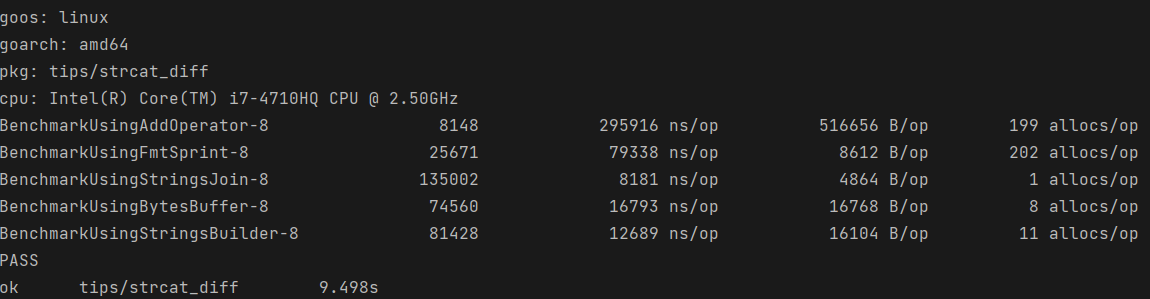 goos: linux
goarch: amd64
pkg: tips/strcat_diff
cpu: Intel(R) Core(TM) i7-4710HQ CPU @ 2.50GHz
BenchmarkUsingAddOperator-8 8148 295916 ns/op 516656 B/op 199 allocs/op
BenchmarkUsingFmtSprint-8 25671 79338 ns/op 8612 B/op 202 allocs/op
BenchmarkUsingStringsJoin-8 135002 8181 ns/op 4864 B/op 1 allocs/op
BenchmarkUsingBytesBuffer-8 74560 16793 ns/op 16768 B/op 8 allocs/op
BenchmarkUsingStringsBuilder-8 81428 12689 ns/op 16104 B/op 11 allocs/op
PASS
ok tips/strcat_diff 9.498s